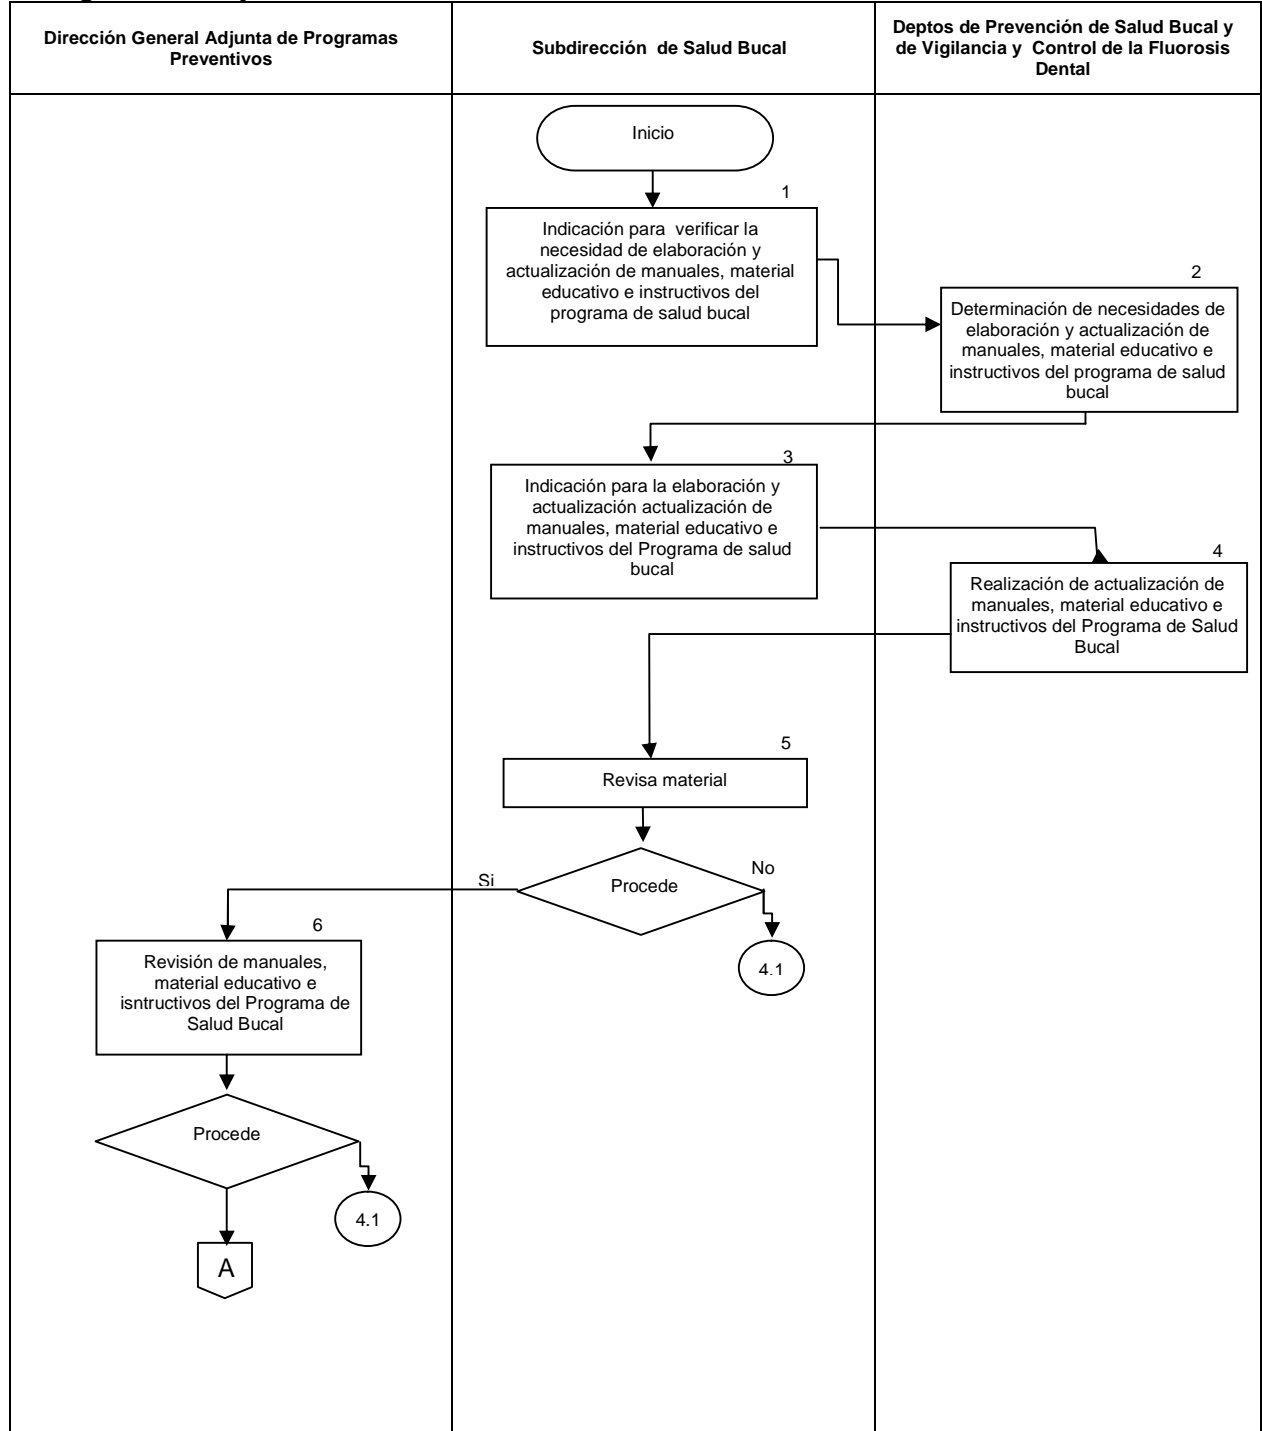 Dirección General Adjunta de Programas
Preventivos
Subdirección de Salud Bucal
Deptos de Prevención de Salud Bucal y
de Vigilancia y Control de la Fluorosis
Dental
Inicio
1
Indicación para verificar la
necesidad de elaboración y
actualización de manuales, material
educativo e instructivos del
programa de salud bucal
2
Determinación de necesidades de
elaboración y actualización de
manuales, material educativo e
instructivos del programa de salud
bucal
3
Indicación para la elaboración y
actualización actualización de
manuales, material educativo e
instructivos del Programa de salud
bucal
4
Realización de actualización de
manuales, material educativo e
instructivos del Programa de Salud
Bucal
5
Revisa material
Procede
Si
No
4.1
6
Revisión de manuales,
material educativo e
isntructivos del Programa de
Salud Bucal
Procede
4.1
A